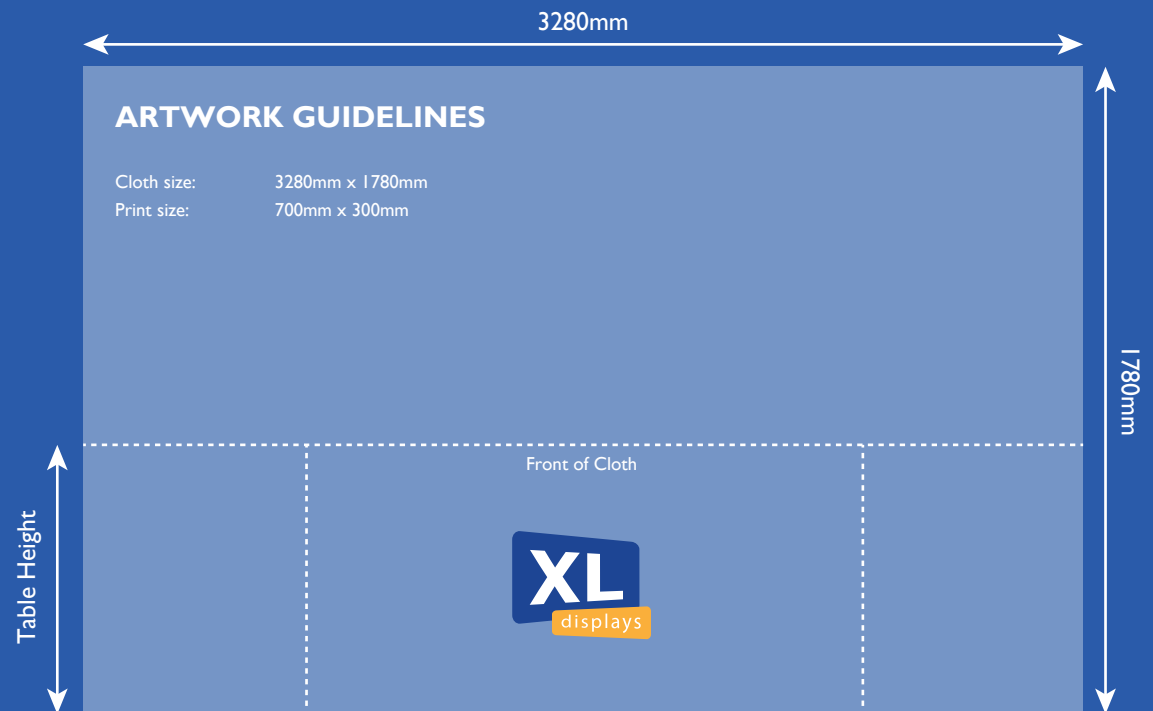 3280mm
ARTWORK GUIDELINES
Cloth size: 3280mm x 1780mm
Print size: 700mm x 300mm
1780mm
Front of Cloth
Table Height
XL
displays